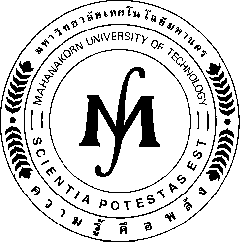 มหาวิทยาลัยเทคโนโลยีมหานคร
MAHANAKORN UNIVERSITY OF TECHNOLOGY
M
SCIENTIA POTESTAS EST
ความรู้คือพลัง